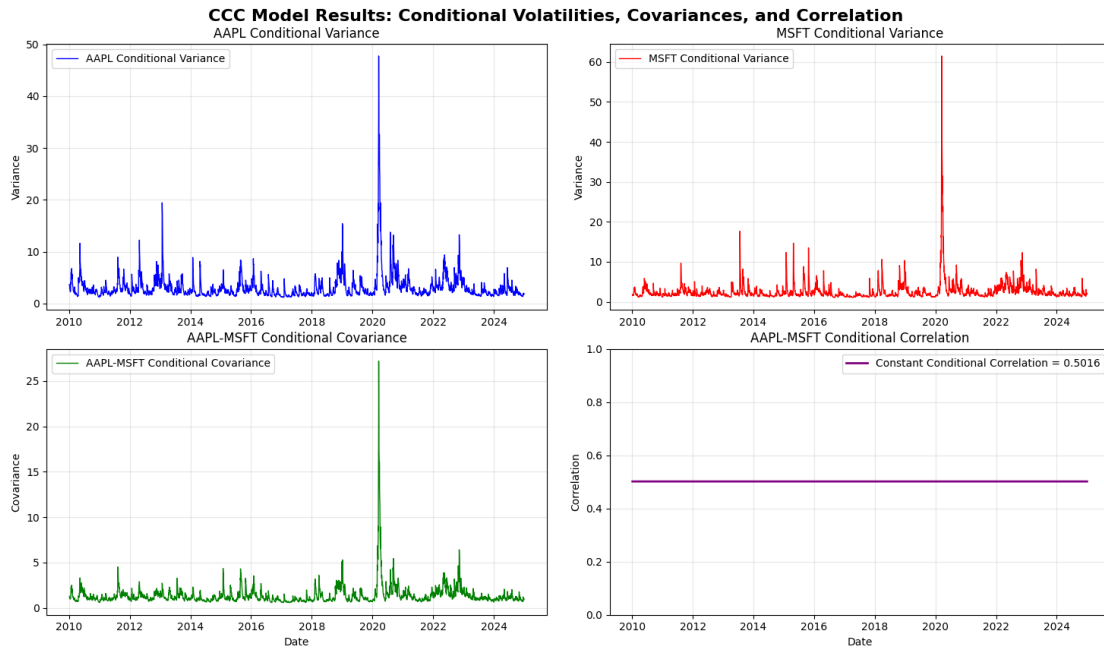 CCC Model Results: Conditional Volatilities, Covariances, and Correlation
AAPL Conditional Variance
AAPL Conditional Variance
Variance
50
40
30
20
10
0
2010 2012 2014 2016 2018 2020 2022 2024
MSFT Conditional Variance
MSFT Conditional Variance
Variance
60
50
40
30
20
10
0
2010 2012 2014 2016 2018 2020 2022 2024
AAPL-MSFT Conditional Covariance
AAPL-MSFT Conditional Covariance
Covariance
25
20
15
10
5
0
2010 2012 2014 2016 2018 2020 2022 2024
Date
AAPL-MSFT Conditional Correlation
Constant Conditional Correlation = 0.5016
Correlation
1.0
0.8
0.6
0.4
0.2
0.0
2010 2012 2014 2016 2018 2020 2022 2024
Date